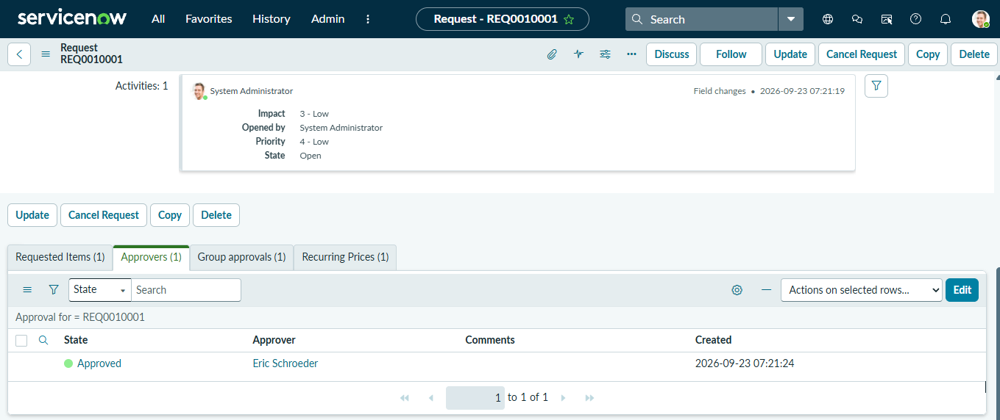 servicenow All Favorites History Admin Request - REQ0010001 Search
Request
REQ0010001
Discuss Follow Update Cancel Request Copy Delete
Activities: 1
System Administrator Field changes • 2026-09-23 07:21:19
Impact 3 - Low
Opened by System Administrator
Priority 4 - Low
State Open
Update Cancel Request Copy Delete
Requested Items (1) Approvers (1) Group approvals (1) Recurring Prices (1)
State Search Actions on selected rows... Edit
Approval for = REQ0010001
State Approver Comments Created
Approved Eric Schroeder 2026-09-23 07:21:24
1 to 1 of 1